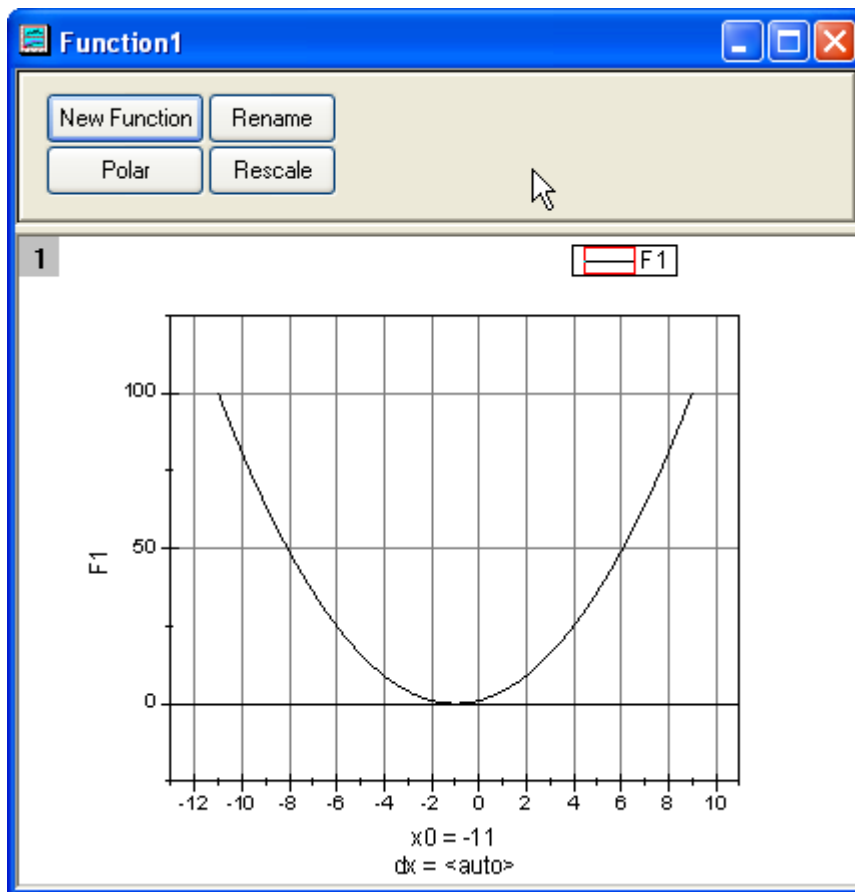 Function1
New Function Rename
Polar Rescale
1
F1
100
50
0
F1
-12 -10 -8 -6 -4 -2 0 2 4 6 8 10
x0 = -11
dx = <auto>